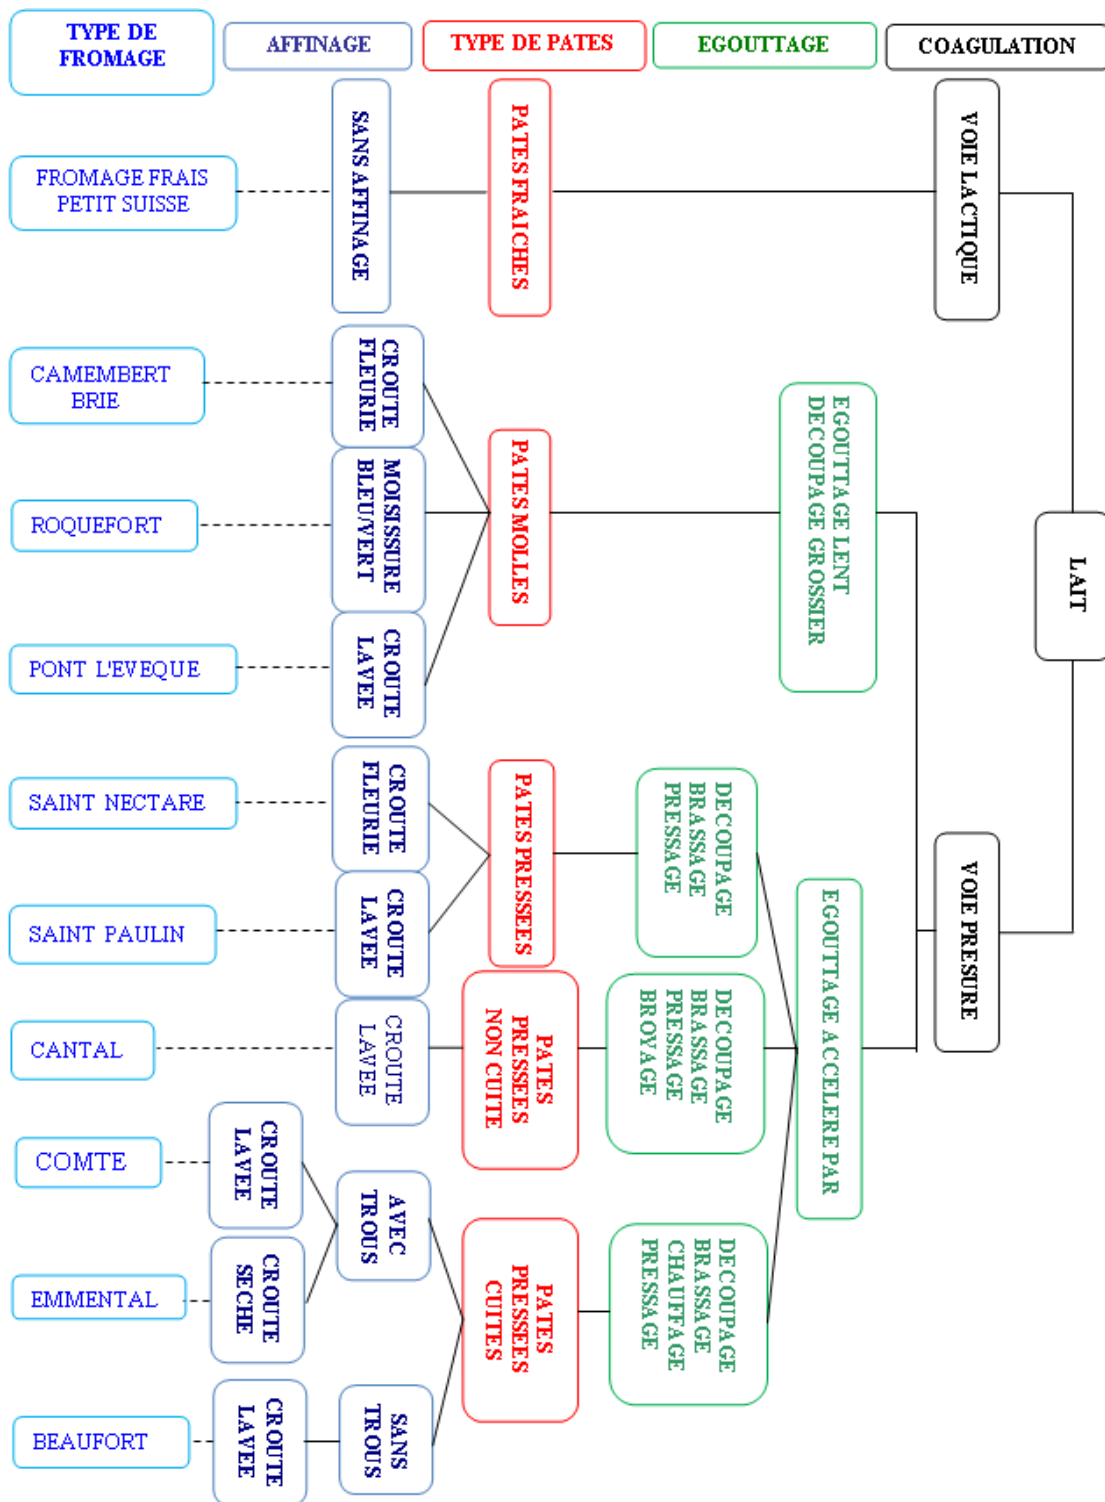 TYPE DE
FROMAGE
AFFINAGE
TYPE DE PATES
EGOUTTAGE
COAGULATION
FROMAGE FRAIS
PETIT SUISSE
SANS AFFINAGE
PATES FRAICHES
VOIE LACTIQUE
CAMEMBERT
BRIE
CROUTE
FLEURIE
ROQUEFORT
MOISISSURE
BLEU/VERT
PATES MOLLES
EGOUTTAGE LENT
DECOUPAGE GROSSIER
LAIT
PONT L'EVEQUE
CROUTE
LAVEE
SAINT NECTARE
CROUTE
FLEURIE
PATES PRESSEES
DECOUPAGE
BRASSAGE
PRESSAGE
VOIE PRESURE
SAINT PAULIN
CROUTE
LAVEE
EGOUTTAGE ACCELERE PAR
CANTAL
CROUTE
LAVEE
PATES
PRESSEES
NON CUITE
DECOUPAGE
BRASSAGE
PRESSAGE
BROYAGE
COMTE
CROUTE
LAVEE
AVEC
TROUS
EMMENTAL
CROUTE
SECHE
PATES
PRESSEES
CUITES
DECOUPAGE
BRASSAGE
CHAUFFAGE
PRESSAGE
BEAUFORT
CROUTE
LAVEE
SANS
TROUS